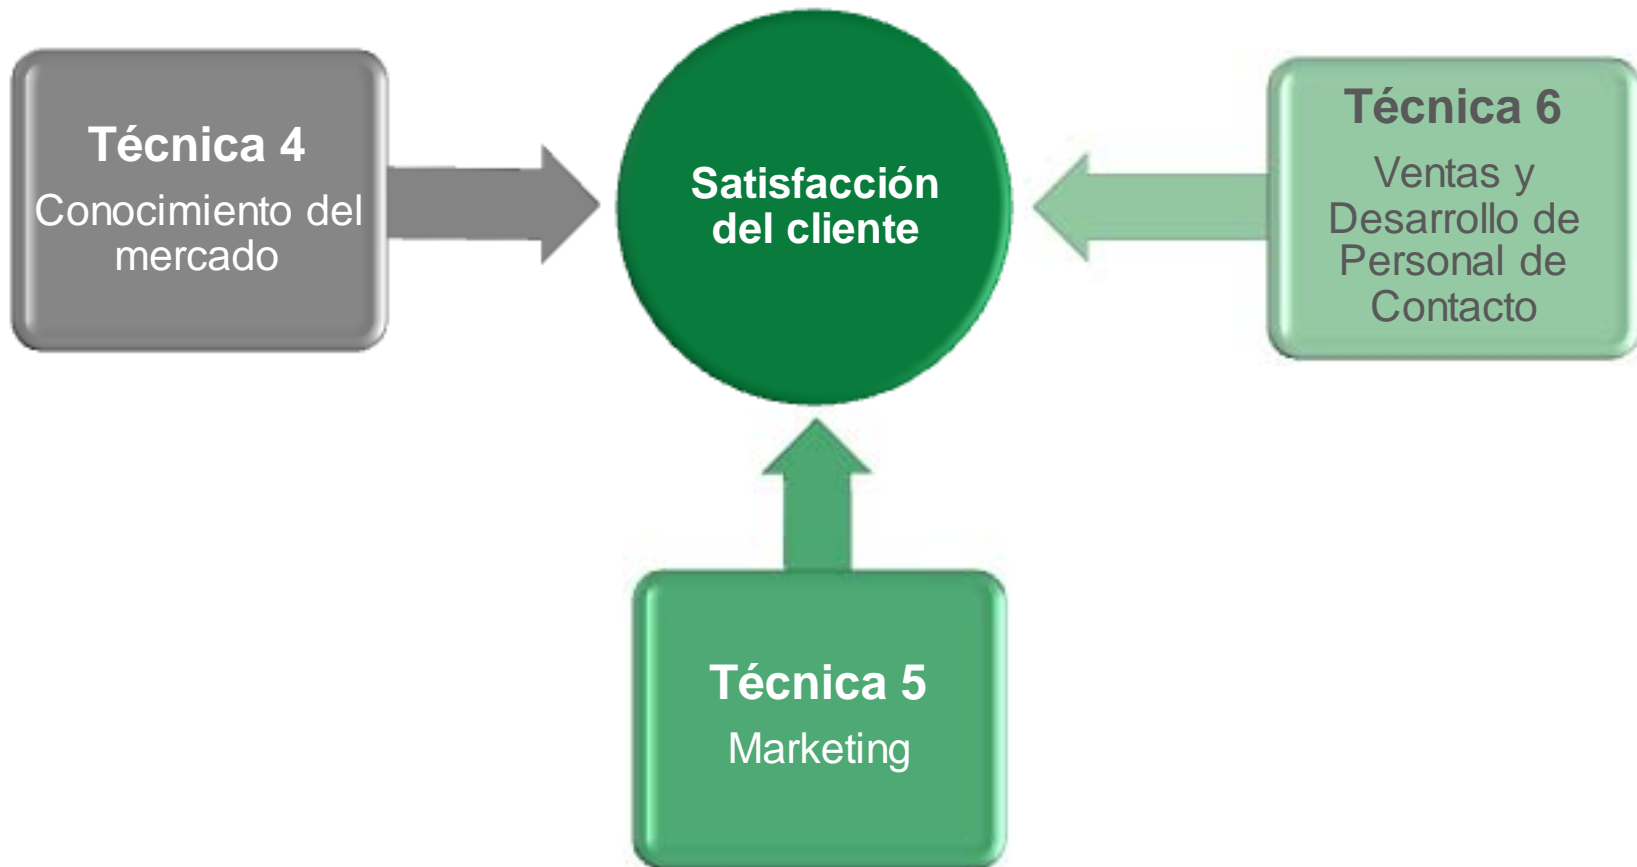 Técnica 4
Conocimiento del
mercado
Satisfacción
del cliente
Técnica 6
Ventas y
Desarrollo de
Personal de
Contacto
Técnica 5
Marketing